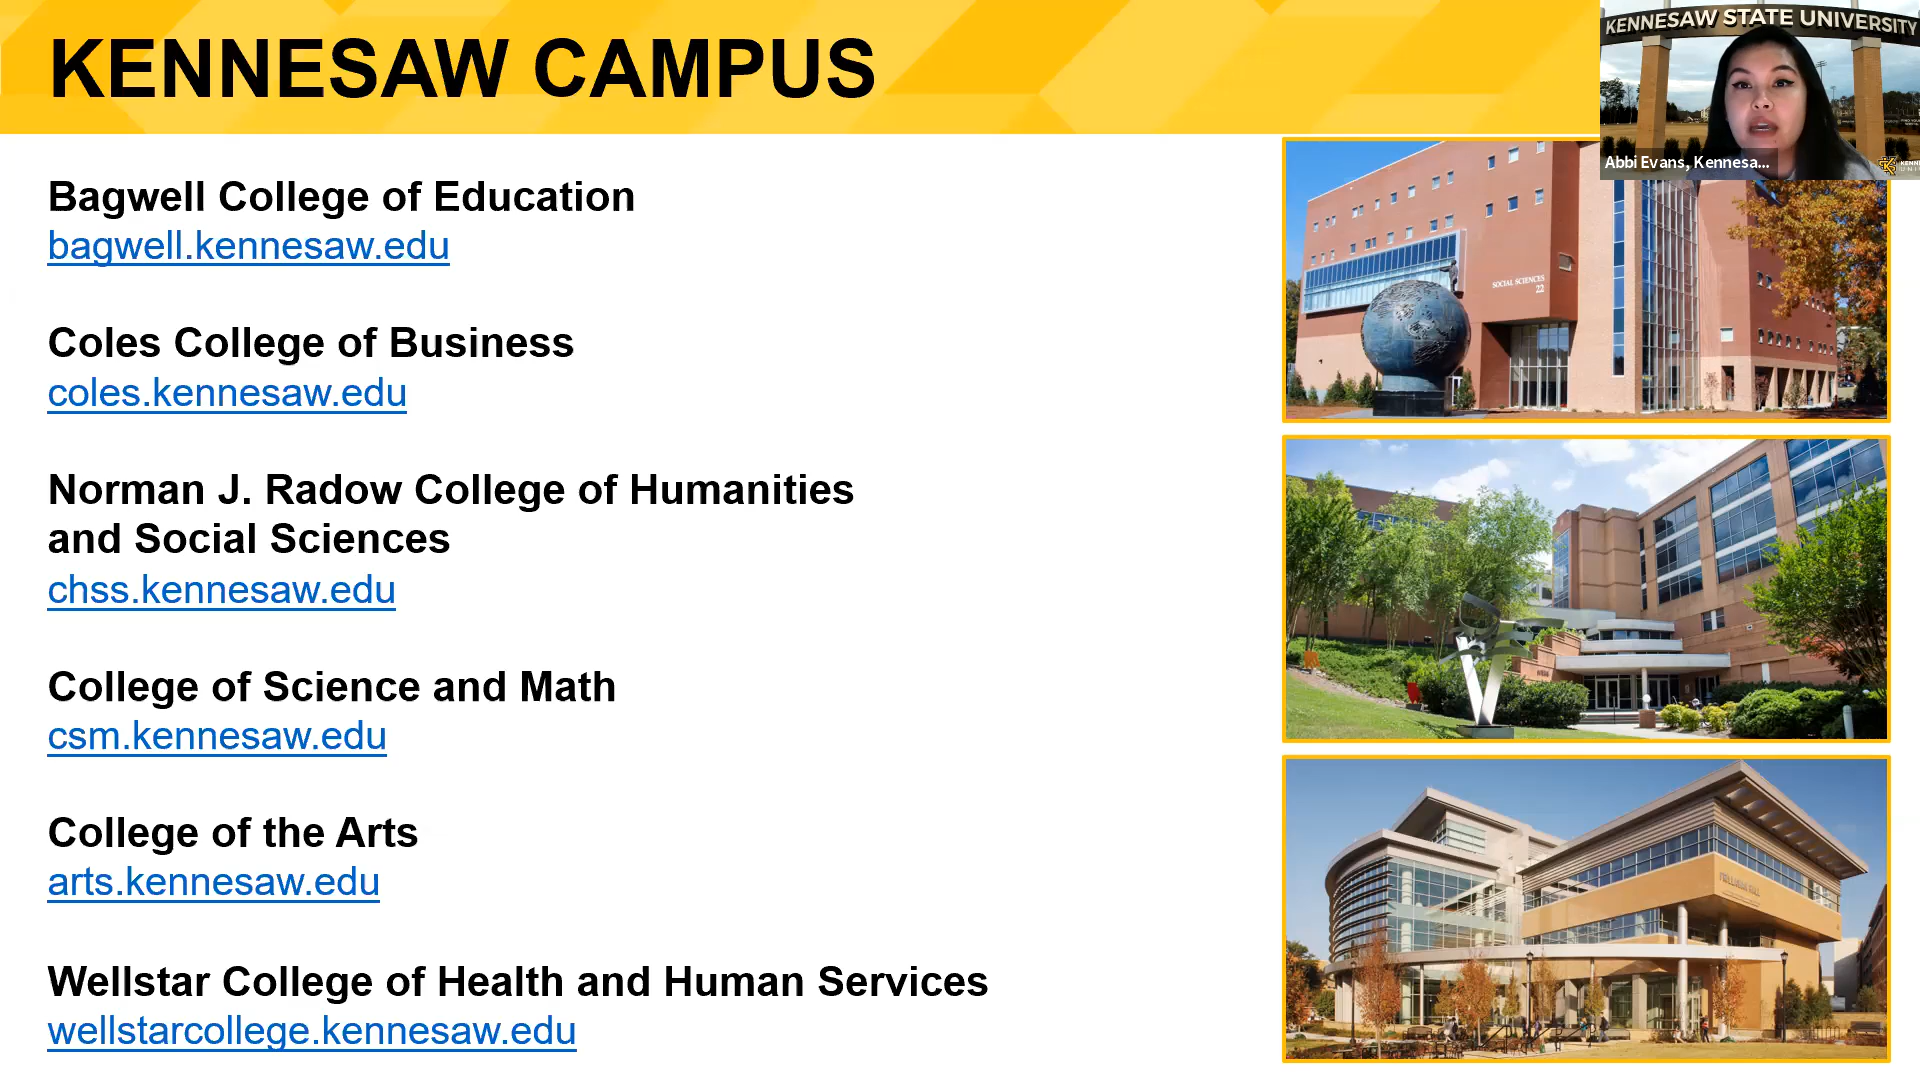 KENNESAW CAMPUS
KENNESAW STATE UNIVERSITY
Abbi Evans, Kennesa...
Bagwell College of Education
bagwell.kennesaw.edu
Coles College of Business
coles.kennesaw.edu
Norman J. Radow College of Humanities
and Social Sciences
chss.kennesaw.edu
College of Science and Math
csm.kennesaw.edu
College of the Arts
arts.kennesaw.edu
Wellstar College of Health and Human Services
wellstarcollege.kennesaw.edu
SOCIAL SCIENCES
22